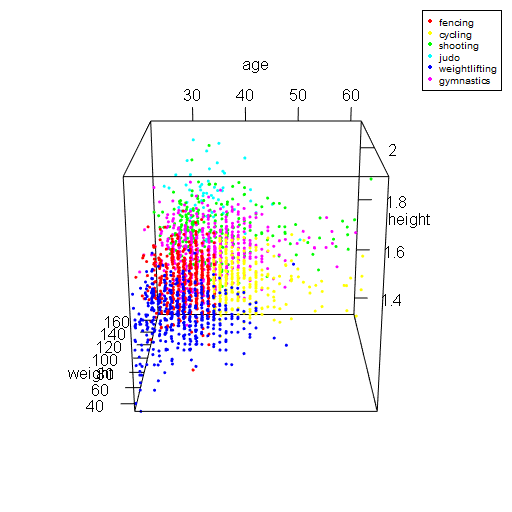 fencing
cycling
shooting
judo
weightlifting
gymnastics
age
30 40 50 60
2
1.8
height
1.6
1.4
160
140
120
100
weight 80
60
40